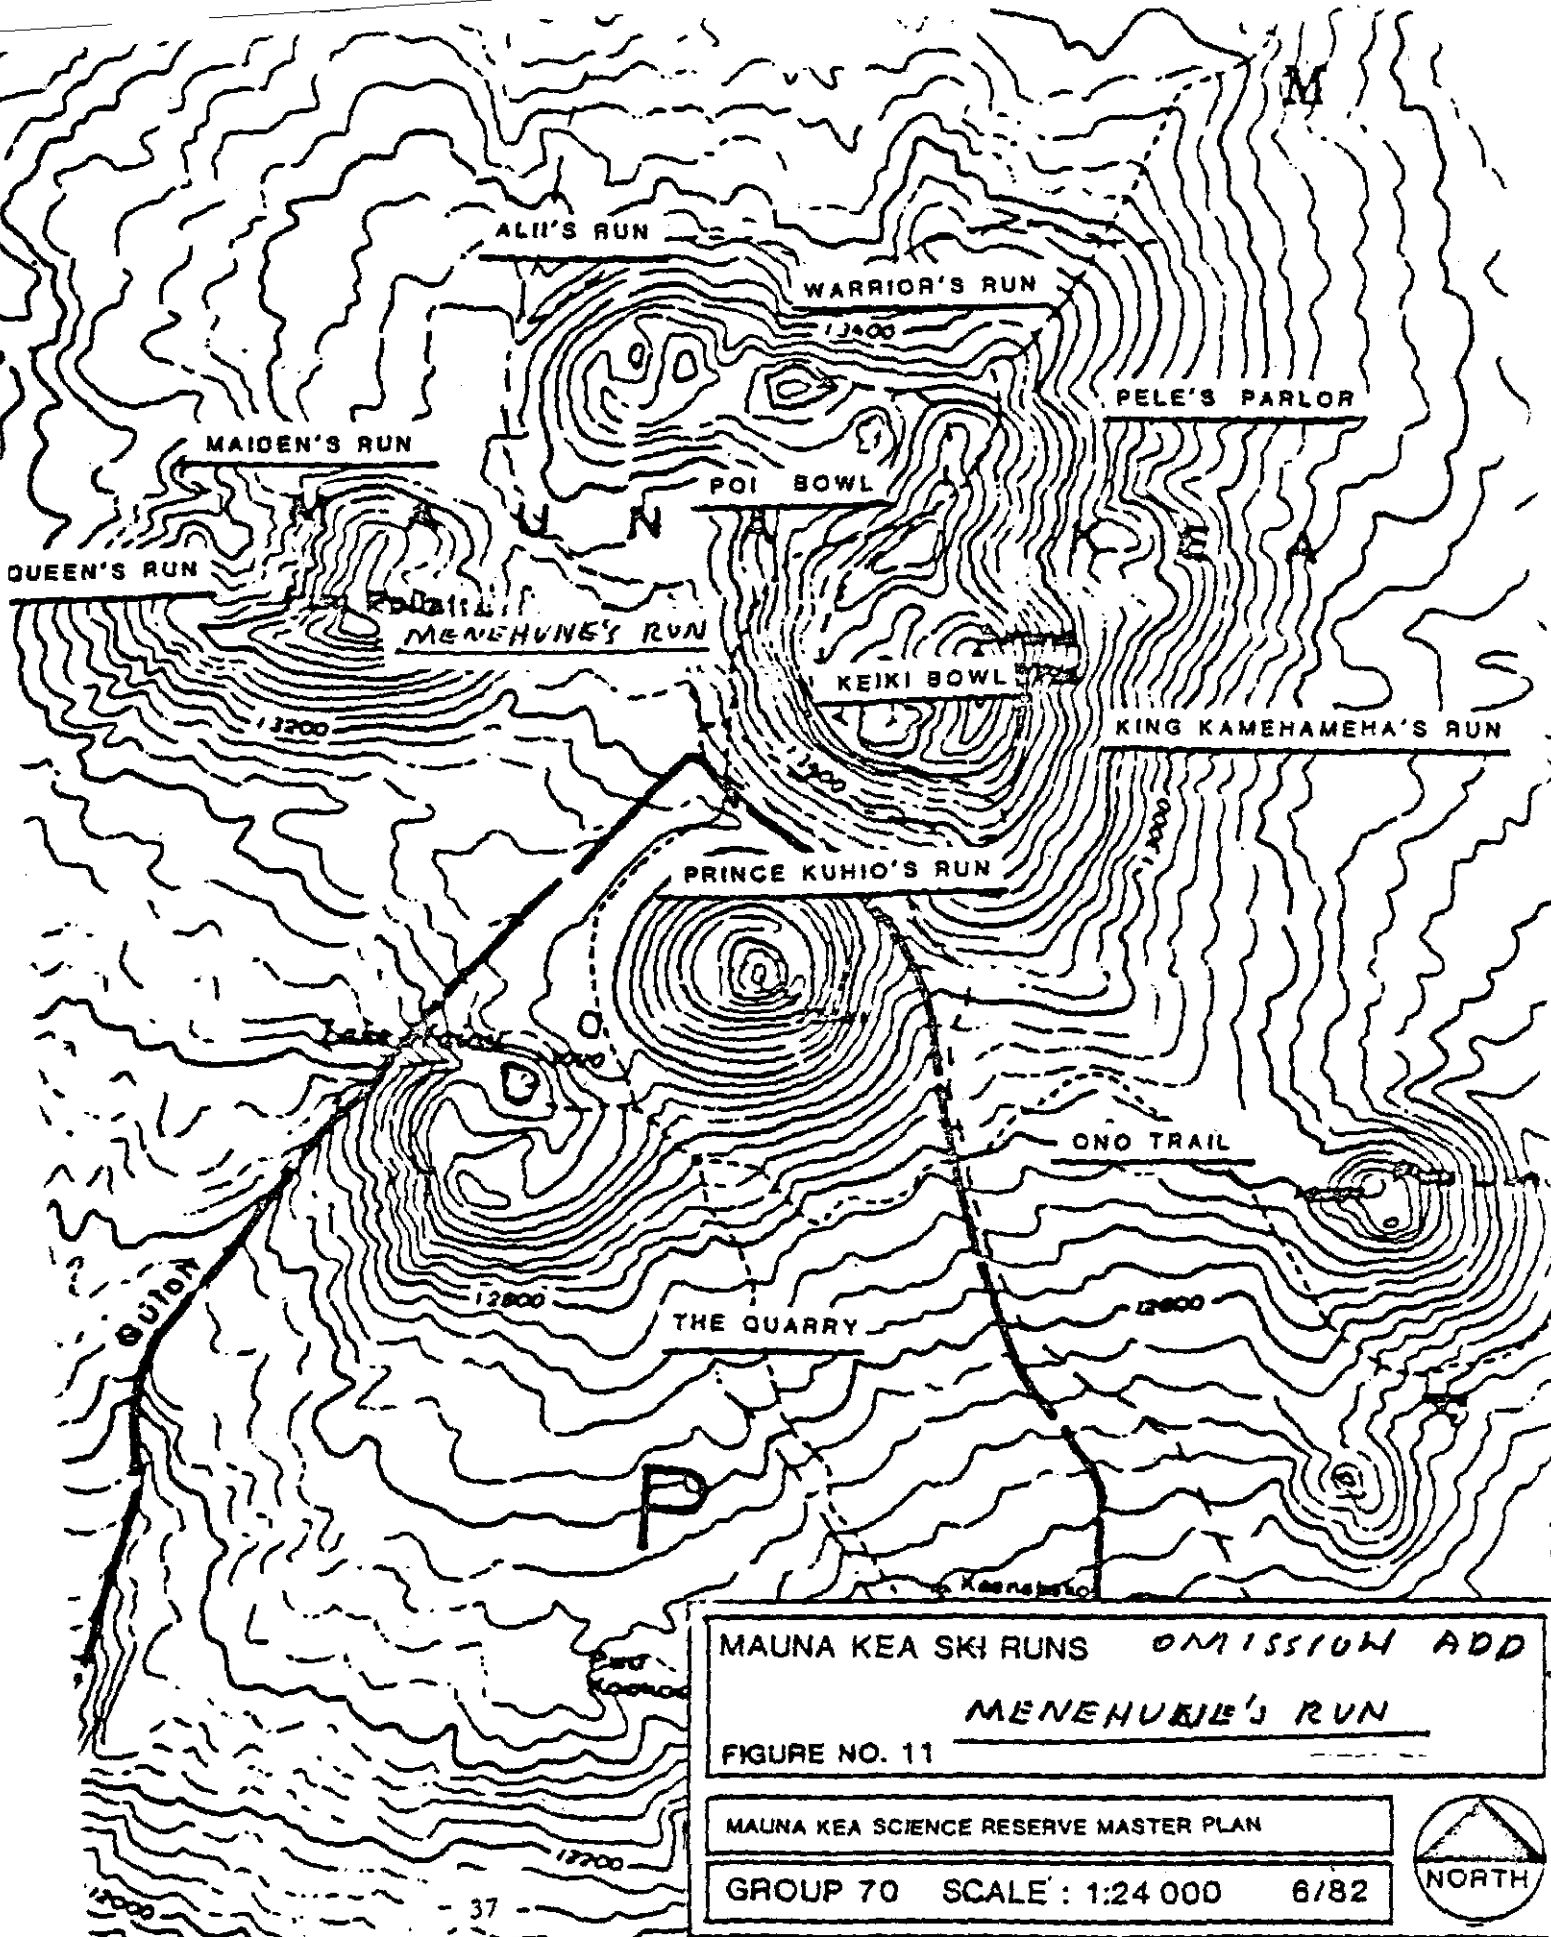 M
ALII'S RUN
WARRIOR'S RUN
13400
PELE'S PARLOR
MAIDEN'S RUN
POI BOWL
M A U N A K E A
QUEEN'S RUN
MENEHUNE'S RUN
KEIKI BOWL
13200
KING KAMEHAMEHA'S RUN
13000
PRINCE KUHIO'S RUN
O
ONO TRAIL
12800
12800
THE QUARRY
P
MAUNA KEA SKI RUNS OMISSION ADD
MENEHUNE'S RUN
FIGURE NO. 11
MAUNA KEA SCIENCE RESERVE MASTER PLAN
12200
GROUP 70 SCALE : 1:24 000 6/82
NORTH
12000
- 37 -